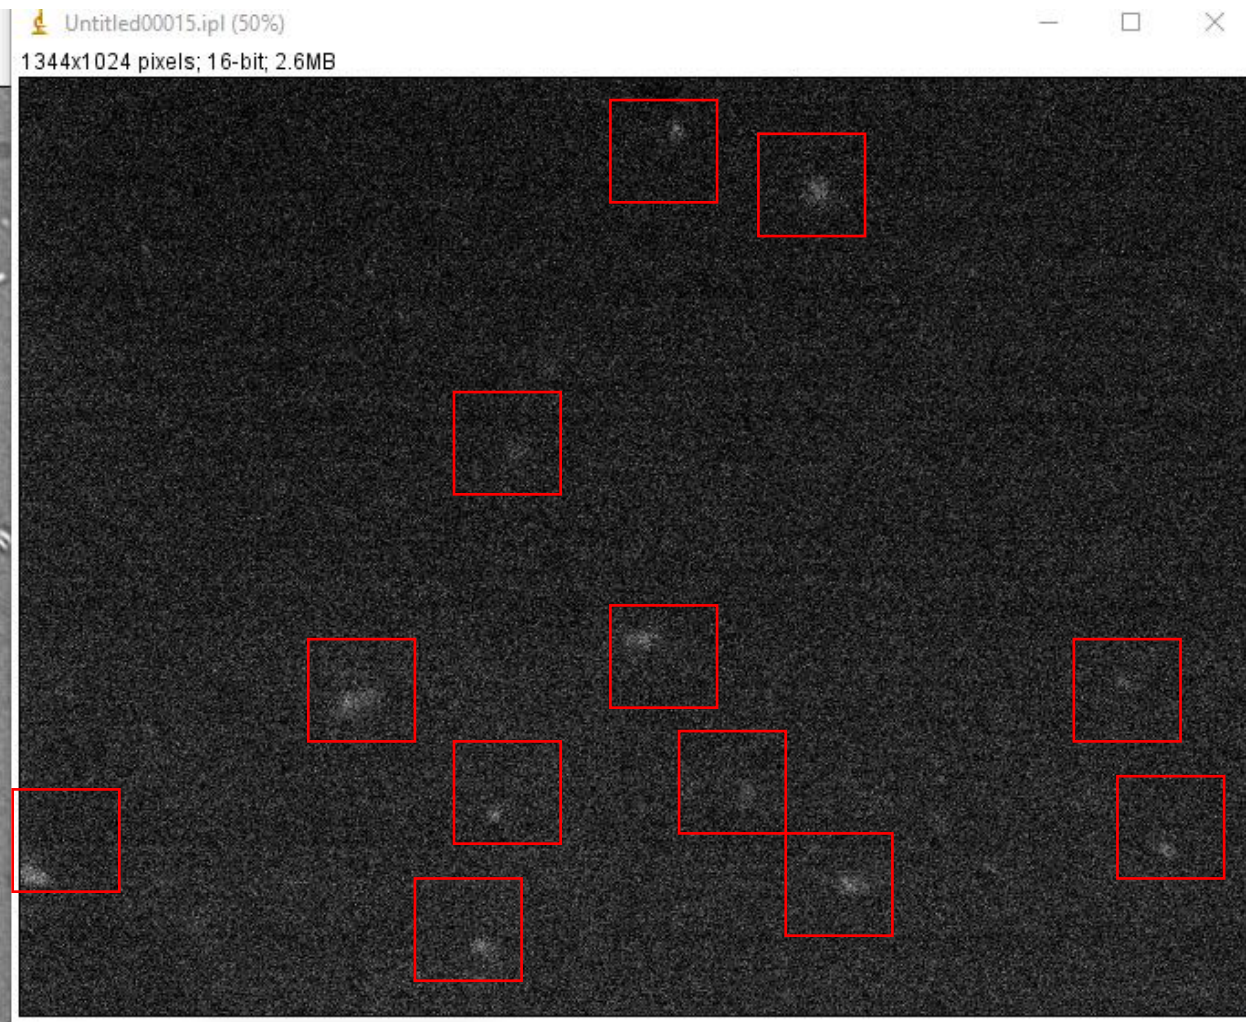 Untitled00015.ipl (50%)
1344x1024 pixels; 16-bit; 2.6MB